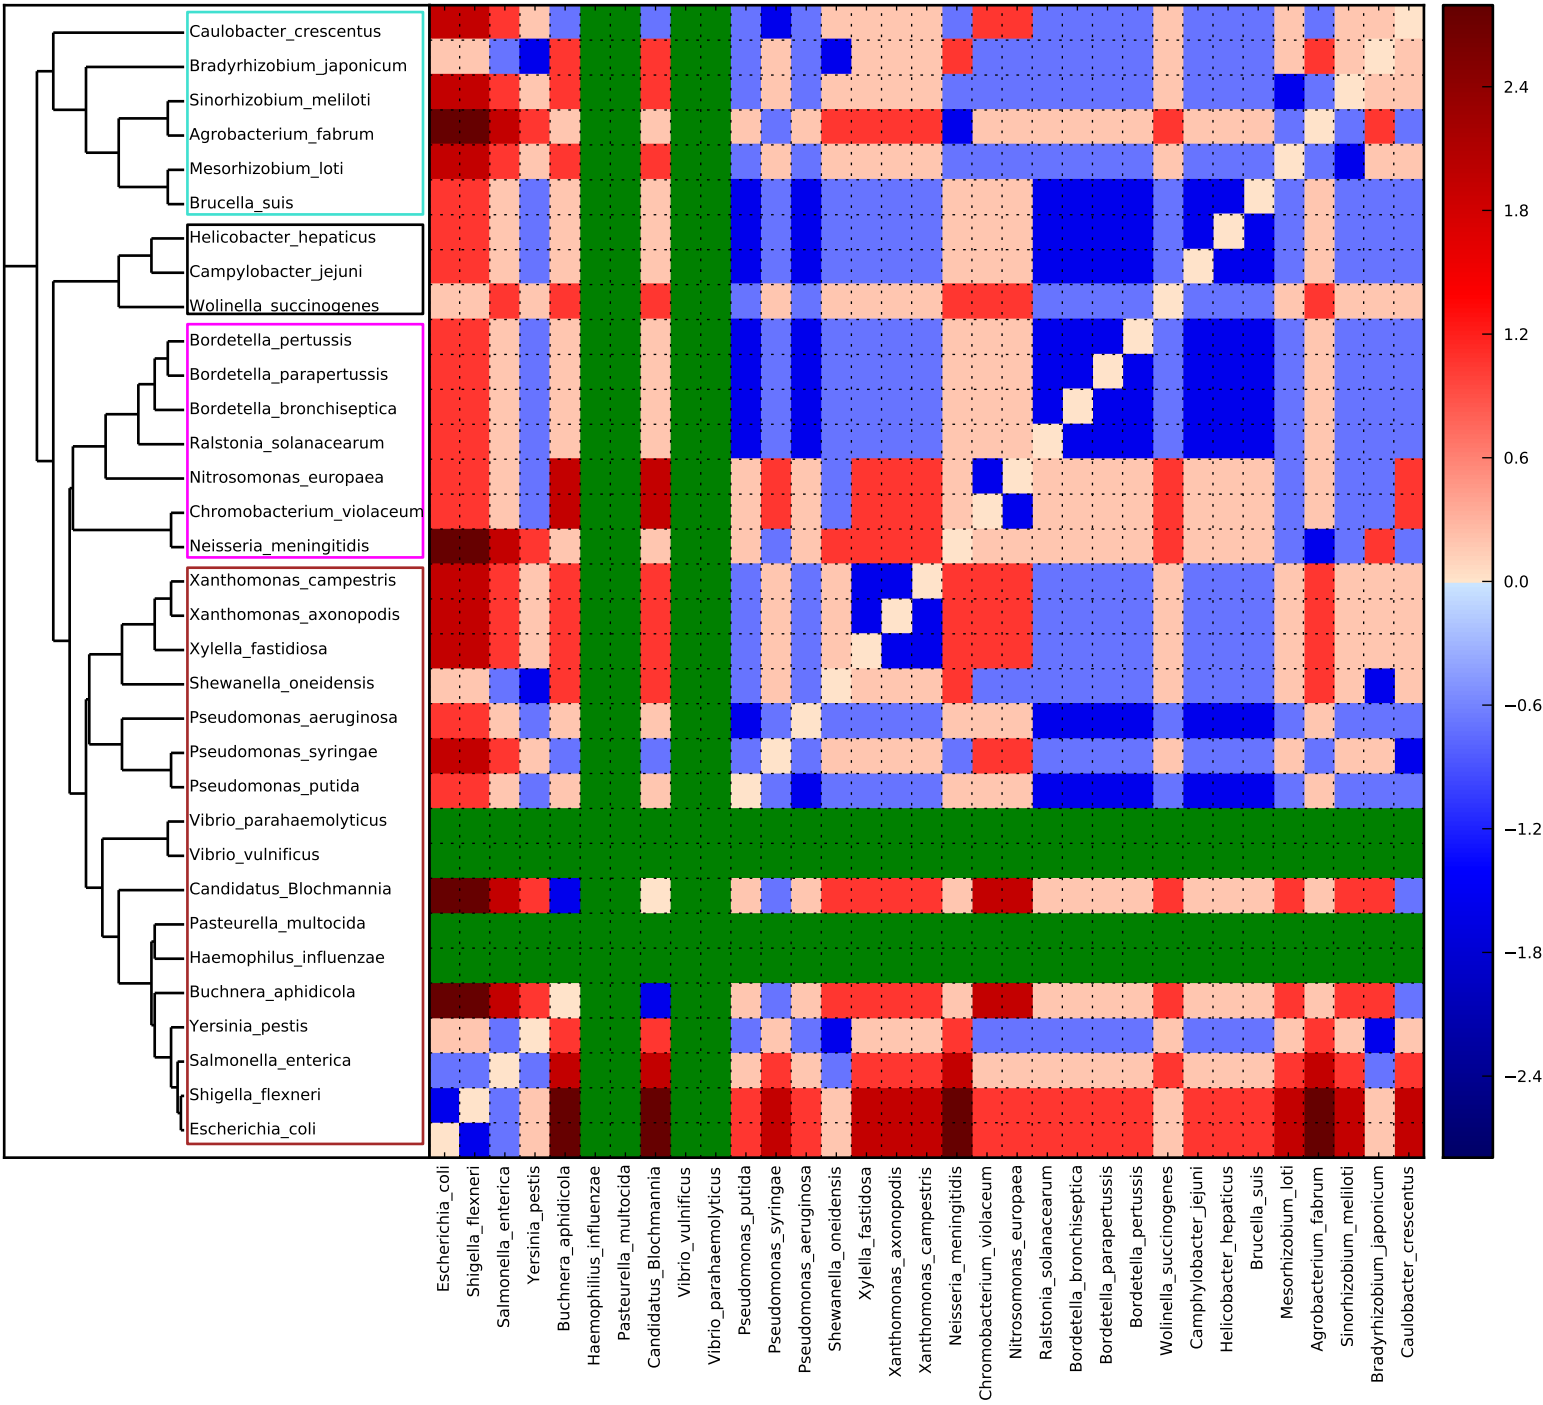 Caulobacter_crescentus
Bradyrhizobium_japonicum
Sinorhizobium_meliloti
Agrobacterium_fabrum
Mesorhizobium_loti
Brucella_suis
Helicobacter_hepaticus
Campylobacter_jejuni
Wolinella_succinogenes
Bordetella_pertussis
Bordetella_parapertussis
Bordetella_bronchiseptica
Ralstonia_solanacearum
Nitrosomonas_europaea
Chromobacterium_violaceum
Neisseria_meningitidis
Xanthomonas_campestris
Xanthomonas_axonopodis
Xylella_fastidiosa
Shewanella_oneidensis
Pseudomonas_aeruginosa
Pseudomonas_syringae
Pseudomonas_putida
Vibrio_parahaemolyticus
Vibrio_vulnificus
Candidatus_Blochmannia
Pasteurella_multocida
Haemophilus_influenzae
Buchnera_aphidicola
Yersinia_pestis
Salmonella_enterica
Shigella_flexneri
Escherichia_coli
Escherichia_coli
Shigella_flexneri
Salmonella_enterica
Yersinia_pestis
Buchnera_aphidicola
Haemophilius_influenzae
Pasteurella_multocida
Candidatus_Blochmannia
Vibrio_vulnificus
Vibrio_parahaemolyticus
Pseudomonas_putida
Pseudomonas_syringae
Pseudomonas_aeruginosa
Shewanella_oneidensis
Xylella_fastidosa
Xanthomonas_axonopodis
Xanthomonas_campestris
Neisseria_meningitidis
Chromobacterium_violaceum
Nitrosomonas_europaea
Ralstonia_solanacearum
Bordetella_bronchiseptica
Bordetella_parapertussis
Bordetella_pertussis
Wolinella_succinogenes
Camphylobacter_jejuni
Helicobacter_hepaticus
Brucella_suis
Mesorhizobium_loti
Agrobacterium_fabrum
Sinorhizobium_meliloti
Bradyrhizobium_japonicum
Caulobacter_crescentus
2.4
1.8
1.2
0.6
0.0
−0.6
−1.2
−1.8
−2.4